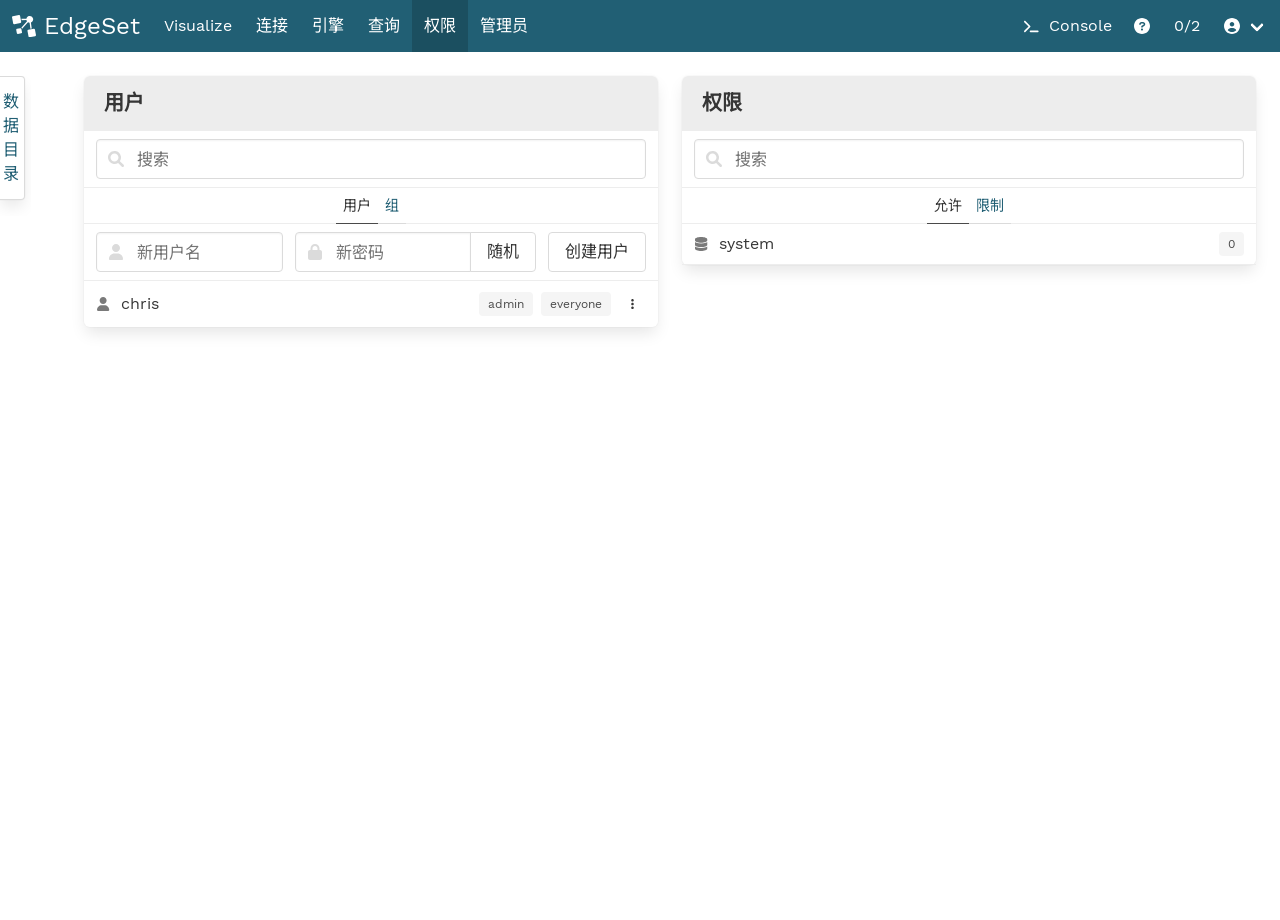 EdgeSet Visualize 连接 引擎 查询 权限 管理员 Console 0/2
数据目录
用户
搜索
用户 组
新用户名 新密码 随机 创建用户
chris admin everyone
权限
搜索
允许 限制
system 0